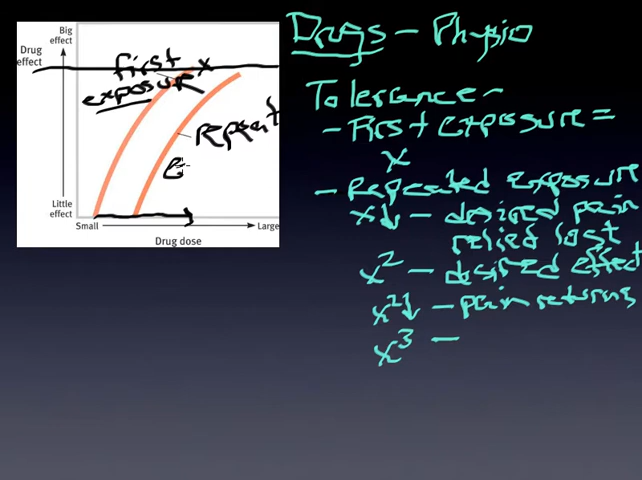 Big
effect
Drug
effect
first
exposure
x
Repeat
E
Little
effect
Small
Large
Drug dose
Drugs - Physio
Tolerance -
- First exposure =
x
- Repeated exposure
x↓ - desired pain
relied lost
x² - desired effect
x²↓ - pain returns
x³ -